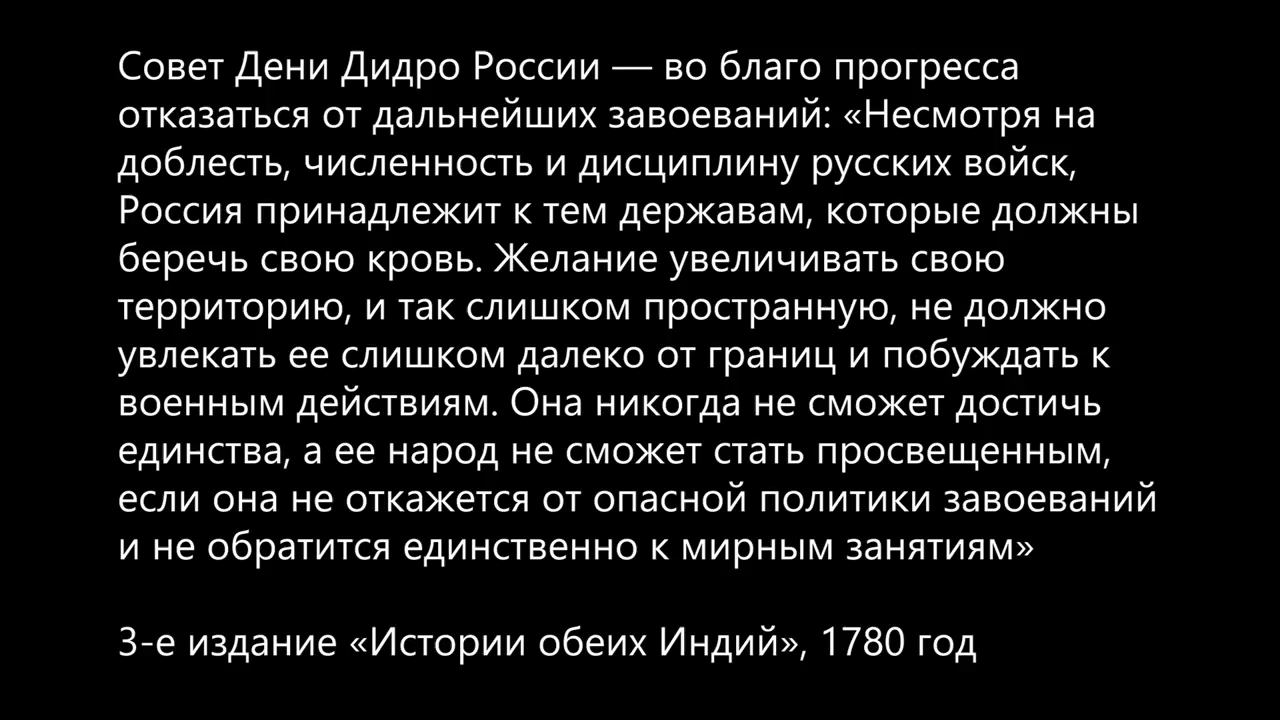 Совет Дени Дидро России — во благо прогресса
отказаться от дальнейших завоеваний: «Несмотря на
доблесть, численность и дисциплину русских войск,
Россия принадлежит к тем державам, которые должны
беречь свою кровь. Желание увеличивать свою
территорию, и так слишком пространную, не должно
увлекать ее слишком далеко от границ и побуждать к
военным действиям. Она никогда не сможет достичь
единства, а ее народ не сможет стать просвещенным,
если она не откажется от опасной политики завоеваний
и не обратится единственно к мирным занятиям»
3-е издание «Истории обеих Индий», 1780 год